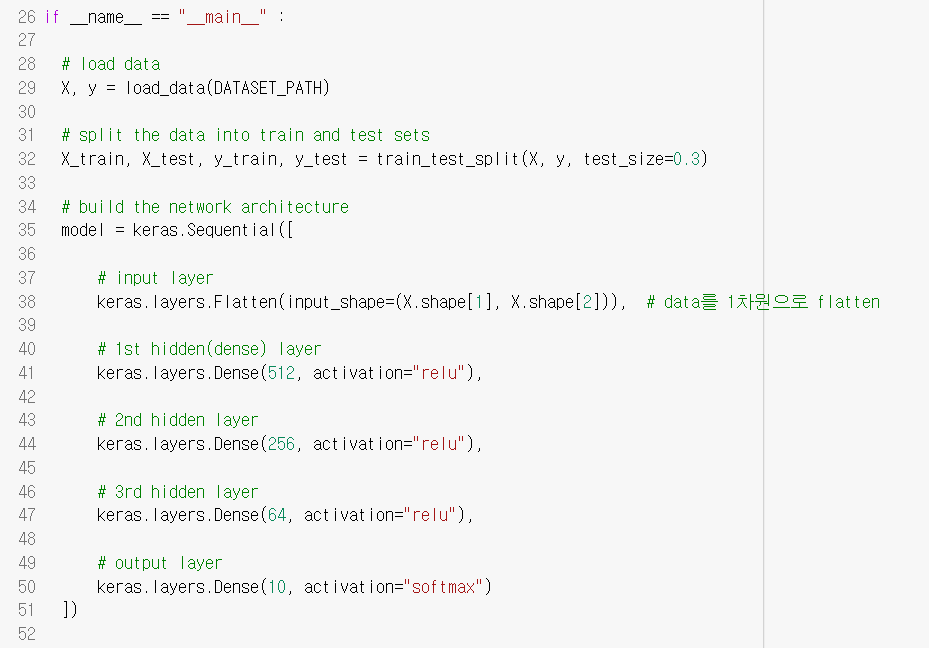 26 if __name__ == "__main__" :
27
28 # load data
29 X, y = load_data(DATASET_PATH)
30
31 # split the data into train and test sets
32 X_train, X_test, y_train, y_test = train_test_split(X, y, test_size=0.3)
33
34 # build the network architecture
35 model = keras.Sequential([
36
37 # input layer
38 keras.layers.Flatten(input_shape=(X.shape[1], X.shape[2])), # data를 1차원으로 flatten
39
40 # 1st hidden(dense) layer
41 keras.layers.Dense(512, activation="relu"),
42
43 # 2nd hidden layer
44 keras.layers.Dense(256, activation="relu"),
45
46 # 3rd hidden layer
47 keras.layers.Dense(64, activation="relu"),
48
49 # output layer
50 keras.layers.Dense(10, activation="softmax")
51 ])
52